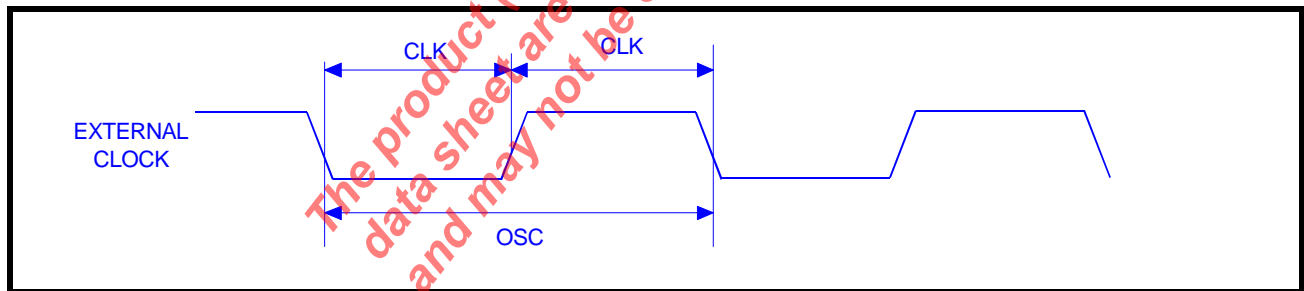 CLK
CLK
EXTERNAL
CLOCK
OSC
The product
data sheet are
and may not be